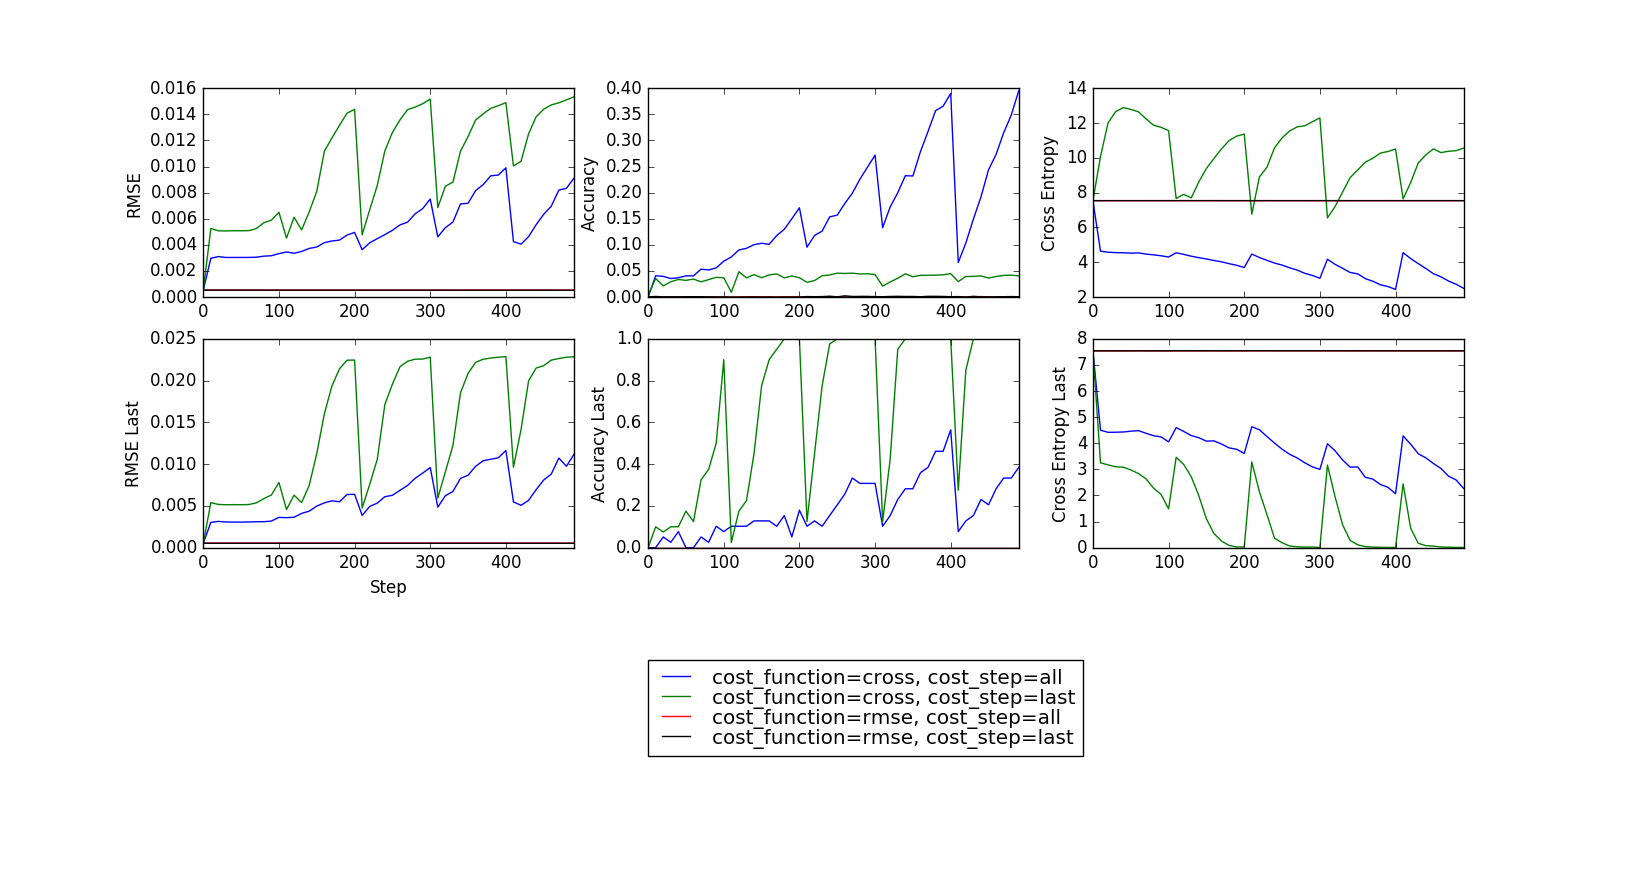 RMSE
0.016
0.014
0.012
0.010
0.008
0.006
0.004
0.002
0.000
0 100 200 300 400
Accuracy
0.40
0.35
0.30
0.25
0.20
0.15
0.10
0.05
0.00
0 100 200 300 400
Cross Entropy
14
12
10
8
6
4
2
0 100 200 300 400
RMSE Last
0.025
0.020
0.015
0.010
0.005
0.000
0 100 200 300 400
Step
Accuracy Last
1.0
0.8
0.6
0.4
0.2
0.0
0 100 200 300 400
Cross Entropy Last
8
7
6
5
4
3
2
1
0
0 100 200 300 400
cost_function=cross, cost_step=all
cost_function=cross, cost_step=last
cost_function=rmse, cost_step=all
cost_function=rmse, cost_step=last